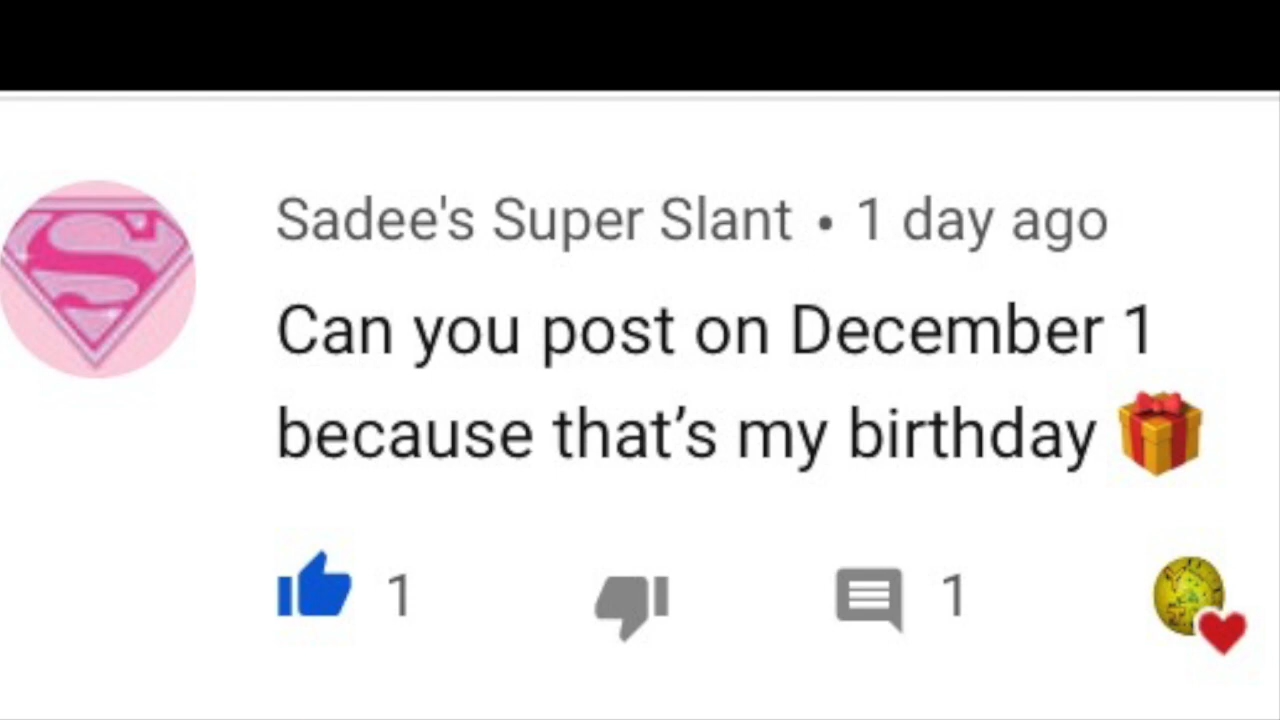 Sadee's Super Slant • 1 day ago
Can you post on December 1
because that’s my birthday 🎁
1 1